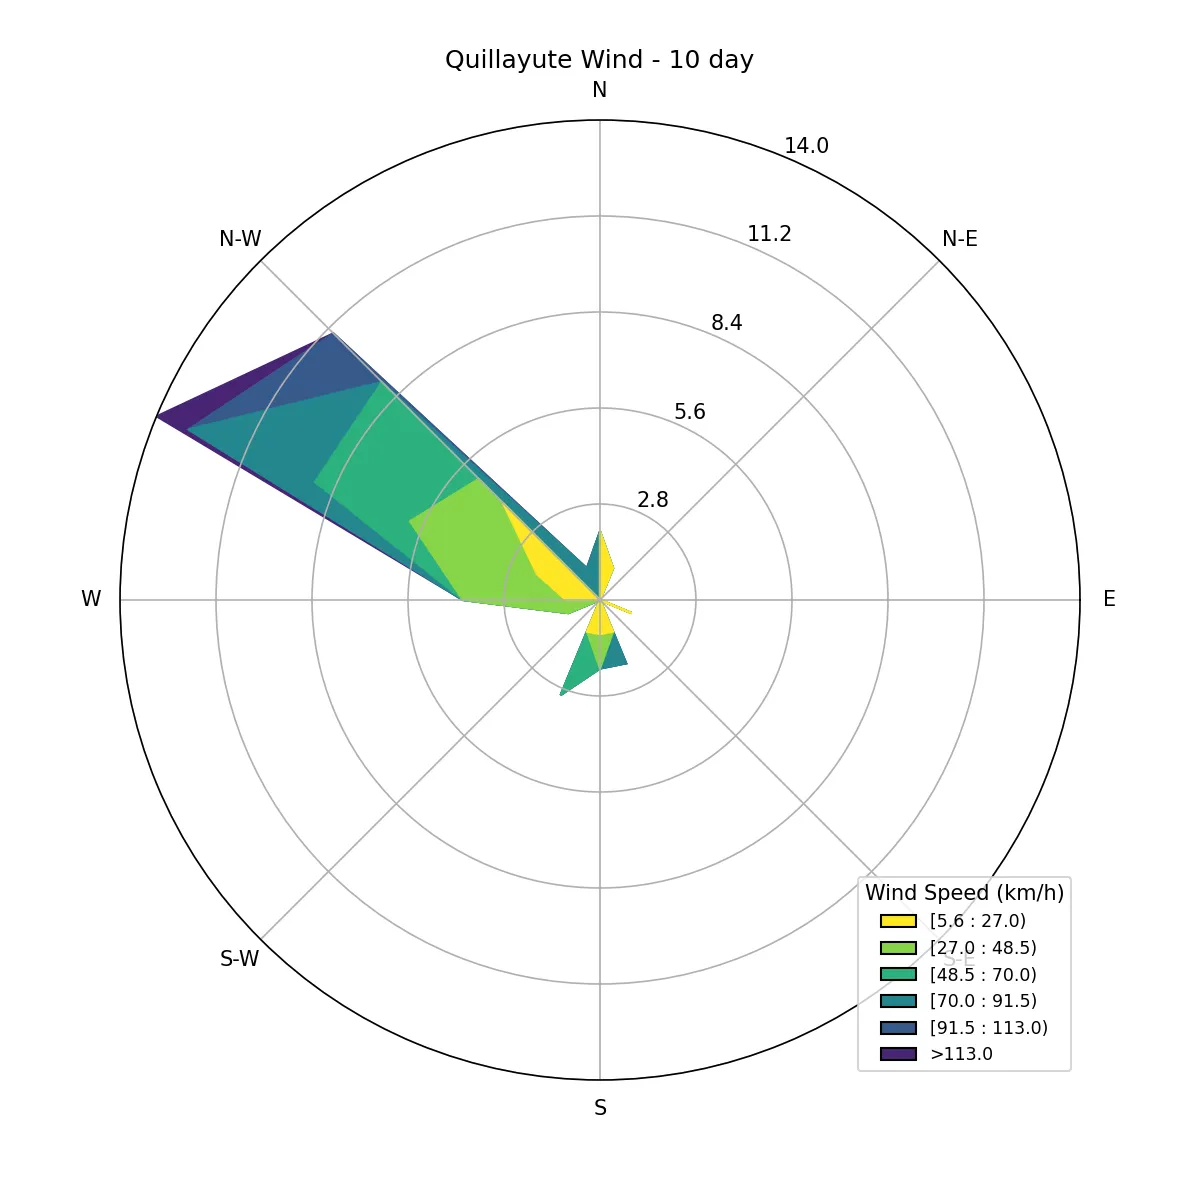 Quillayute Wind - 10 day
N
14.0
N-W
11.2
N-E
8.4
5.6
2.8
W
E
S-W
S-E
Wind Speed (km/h)
[5.6 : 27.0)
[27.0 : 48.5)
[48.5 : 70.0)
[70.0 : 91.5)
[91.5 : 113.0)
>113.0
S